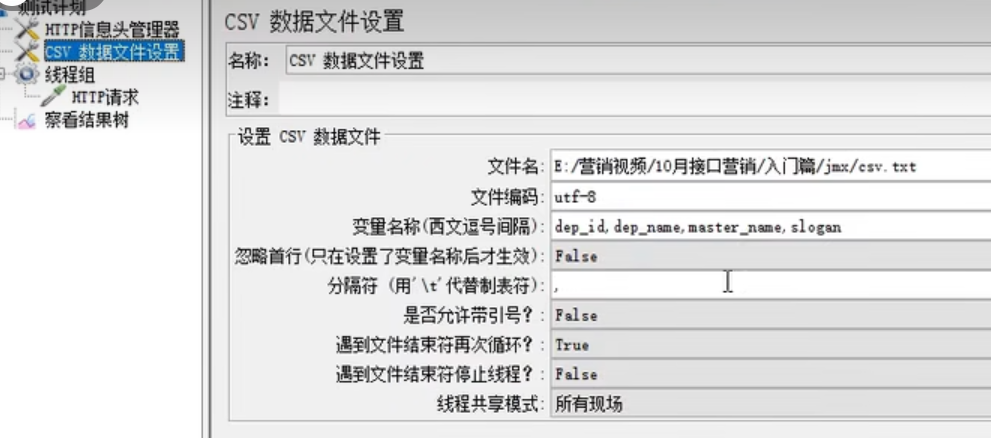 测试计划
HTTP信息头管理器
CSV 数据文件设置
线程组
HTTP请求
察看结果树
CSV 数据文件设置
名称: CSV 数据文件设置
注释:
设置 CSV 数据文件
文件名: E:/营销视频/10月接口营销/入门篇/jmx/csv.txt
文件编码: utf-8
变量名称(西文逗号间隔): dep_id,dep_name,master_name,slogan
忽略首行(只在设置了变量名称后才生效): False
分隔符 (用'\t'代替制表符): ,
是否允许带引号?: False
遇到文件结束符再次循环?: True
遇到文件结束符停止线程?: False
线程共享模式: 所有现场